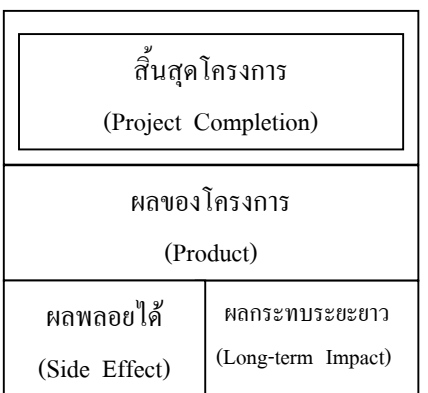 สิ้นสุดโครงการ
(Project Completion)
ผลของโครงการ
(Product)
ผลพลอยได้
(Side Effect)
ผลกระทบระยะยาว
(Long-term Impact)